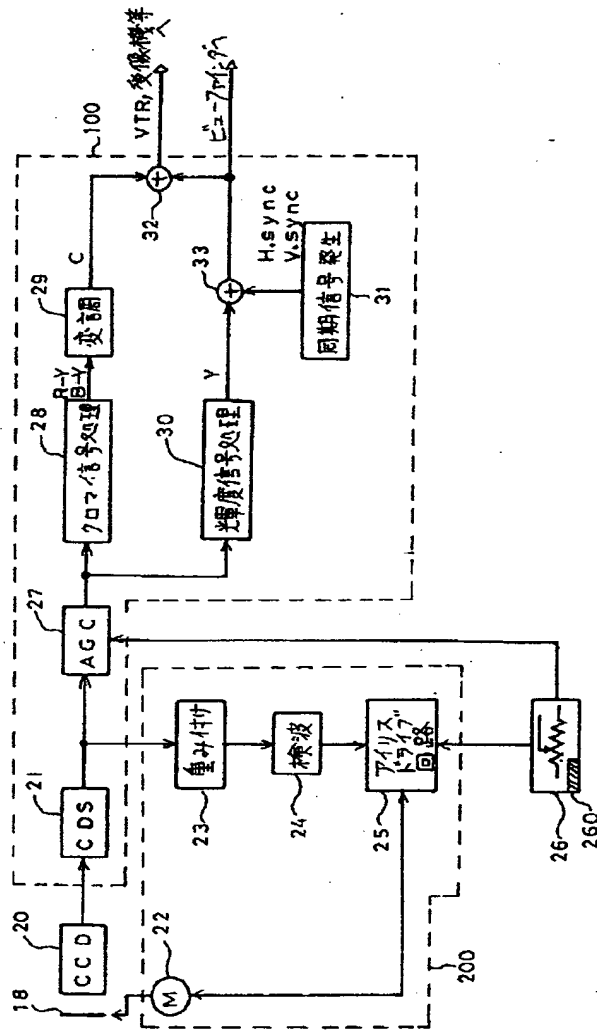 18
20
CCD
21
CDS
27
AGC
28
クロマ信号処理
R-Y
B-Y
29
変調
C
32
VTR,受像機等へ
100
30
輝度信号処理
Y
33
ビューファインダへ
H.sync
V.sync
同期信号発生
31
22
M
重み付け
23
検波
24
アイリス
ドライブ
回路
25
200
26
260